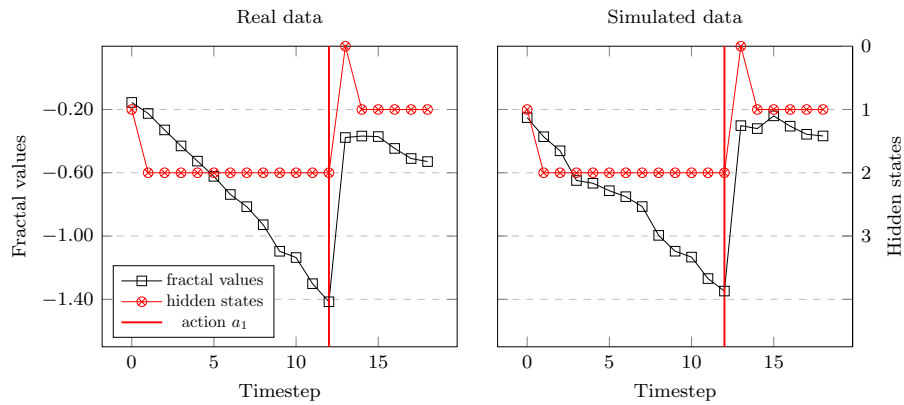 Real data
Simulated data
Fractal values
−0.20
−0.60
−1.00
−1.40
fractal values
hidden states
action a₁
0
5
10
15
Timestep
0
5
10
15
Timestep
0
1
2
3
Hidden states